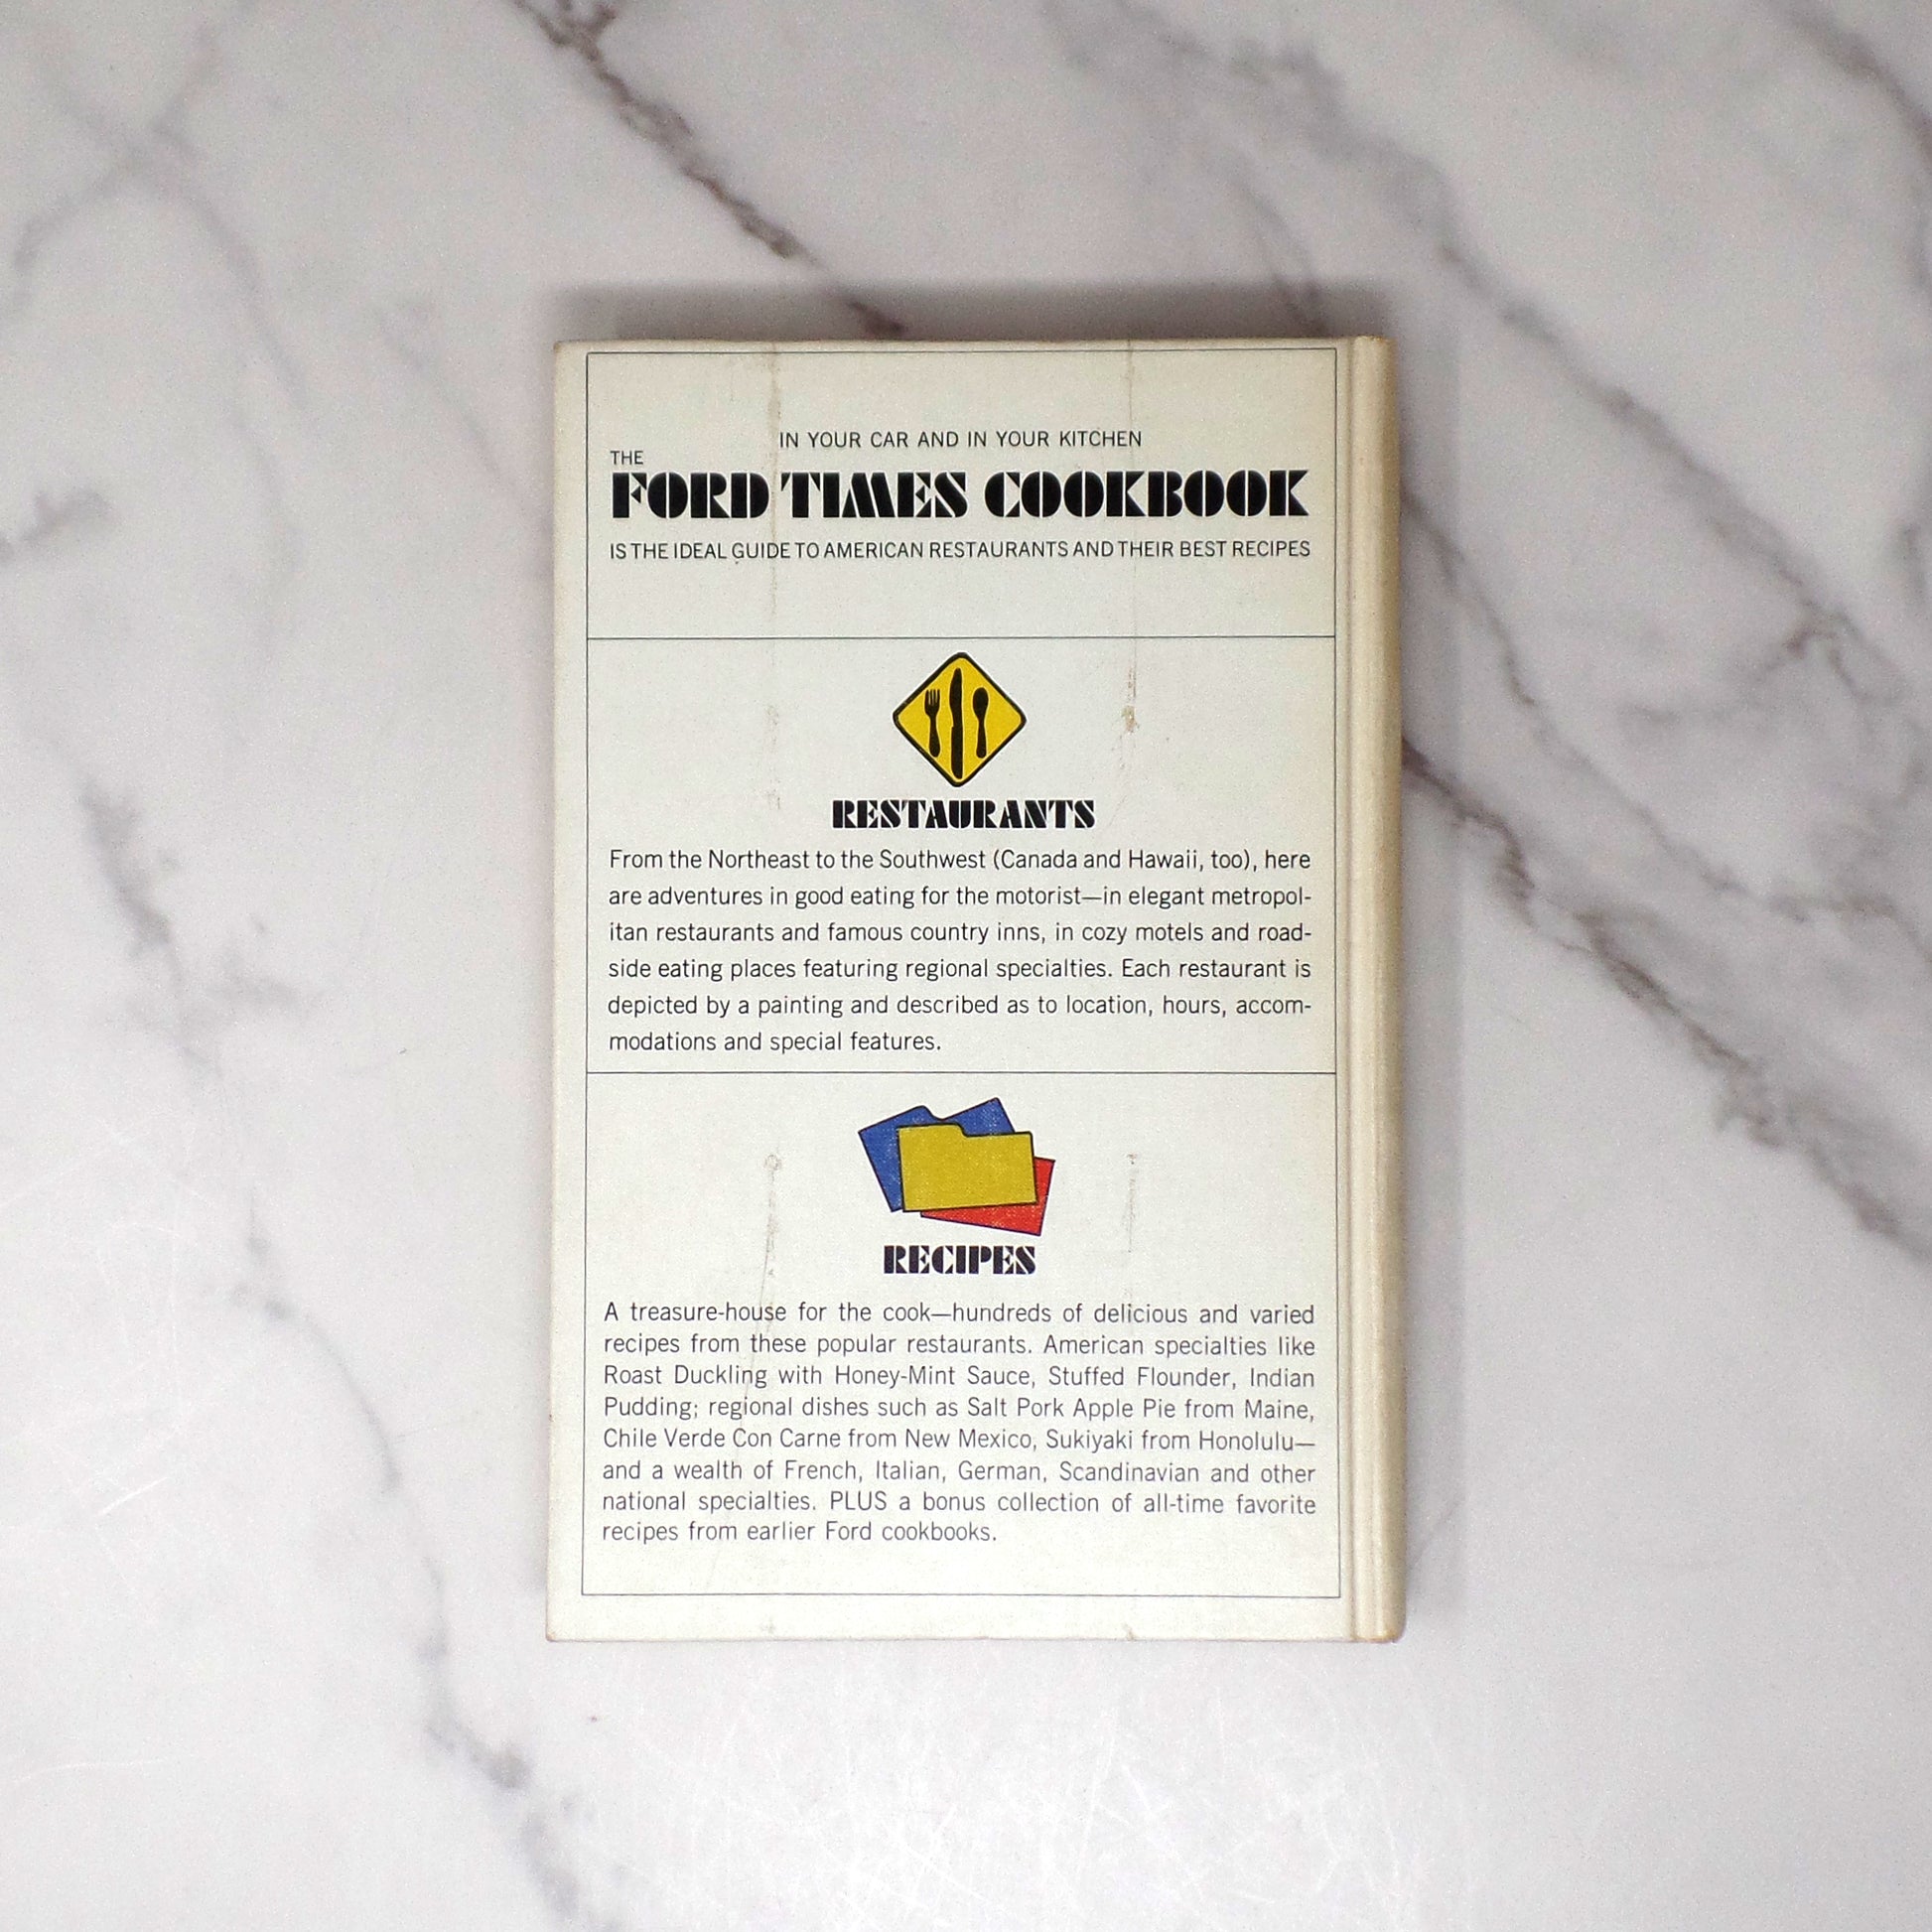 IN YOUR CAR AND IN YOUR KITCHEN
THE
FORD TIMES COOKBOOK
IS THE IDEAL GUIDE TO AMERICAN RESTAURANTS AND THEIR BEST RECIPES
RESTAURANTS
From the Northeast to the Southwest (Canada and Hawaii, too), here
are adventures in good eating for the motorist—in elegant metropol-
itan restaurants and famous country inns, in cozy motels and road-
side eating places featuring regional specialties. Each restaurant is
depicted by a painting and described as to location, hours, accom-
modations and special features.
RECIPES
A treasure-house for the cook—hundreds of delicious and varied
recipes from these popular restaurants. American specialties like
Roast Duckling with Honey-Mint Sauce, Stuffed Flounder, Indian
Pudding; regional dishes such as Salt Pork Apple Pie from Maine,
Chile Verde Con Carne from New Mexico, Sukiyaki from Honolulu—
and a wealth of French, Italian, German, Scandinavian and other
national specialties. PLUS a bonus collection of all-time favorite
recipes from earlier Ford cookbooks.